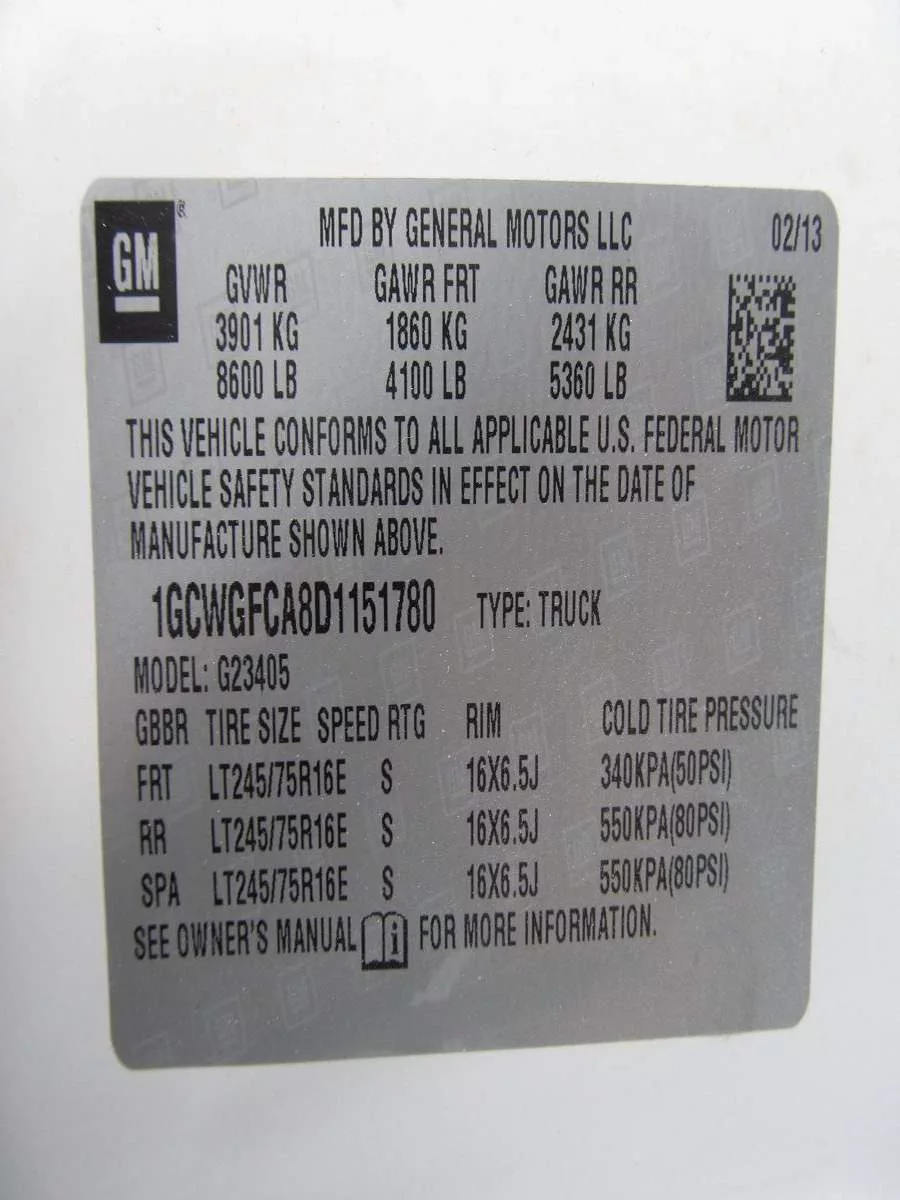 GM
MFD BY GENERAL MOTORS LLC 02/13
GVWR GAWR FRT GAWR RR
3901 KG 1860 KG 2431 KG
8600 LB 4100 LB 5360 LB
THIS VEHICLE CONFORMS TO ALL APPLICABLE U.S. FEDERAL MOTOR
VEHICLE SAFETY STANDARDS IN EFFECT ON THE DATE OF
MANUFACTURE SHOWN ABOVE.
1GCWGFCA8D1151780 TYPE: TRUCK
MODEL: G23405
GBBR TIRE SIZE SPEED RTG RIM COLD TIRE PRESSURE
FRT LT245/75R16E S 16X6.5J 340KPA(50PSI)
RR LT245/75R16E S 16X6.5J 550KPA(80PSI)
SPA LT245/75R16E S 16X6.5J 550KPA(80PSI)
SEE OWNER'S MANUAL i FOR MORE INFORMATION.